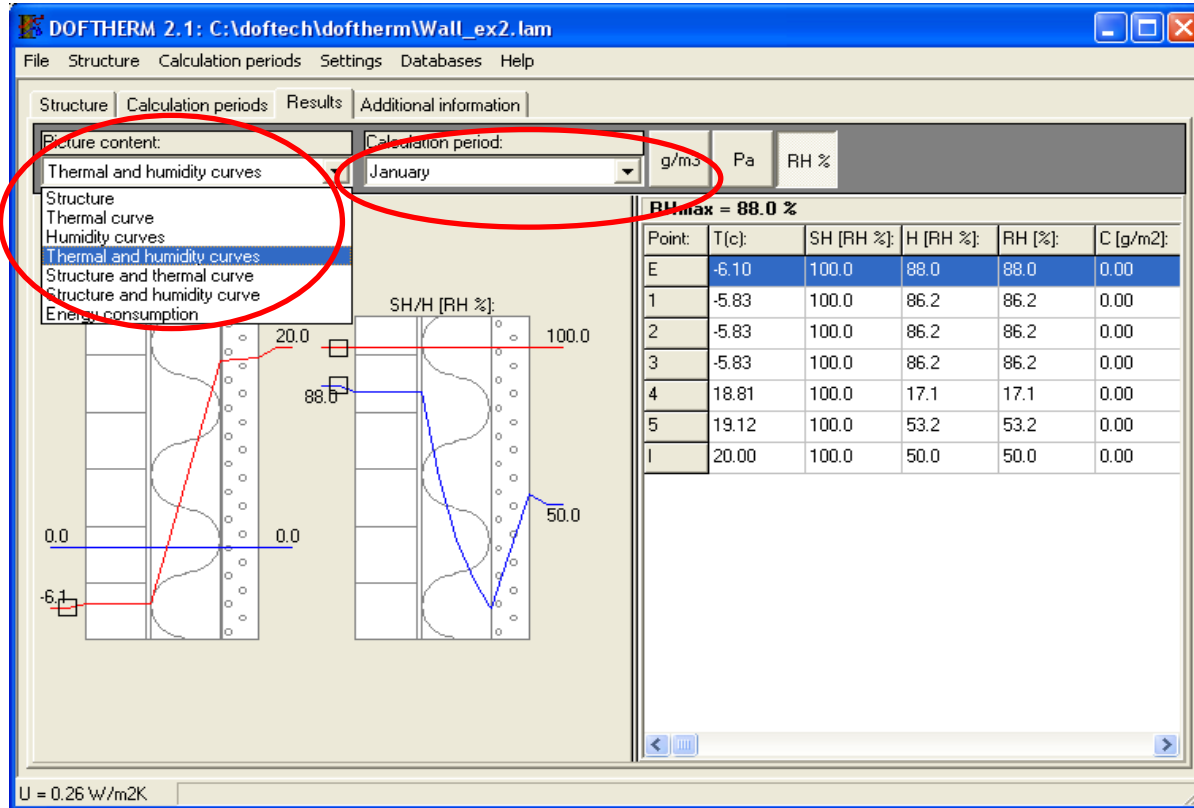 DOFTHERM 2.1: C:\doftech\doftherm\Wall_ex2.lam
File Structure Calculation periods Settings Databases Help
Structure Calculation periods Results Additional information
Picture content: Calculation period:
Thermal and humidity curves January g/m3 Pa RH %
Structure
Thermal curve
Humidity curves
Thermal and humidity curves
Structure and thermal curve
Structure and humidity curve
Energy consumption
SH/H [RH %]:
20.0 100.0
88.0
50.0
0.0 0.0
-6.1
RHmax = 88.0 %
Point: T(c): SH [RH %]: H [RH %]: RH [%]: C [g/m2]:
E -6.10 100.0 88.0 88.0 0.00
1 -5.83 100.0 86.2 86.2 0.00
2 -5.83 100.0 86.2 86.2 0.00
3 -5.83 100.0 86.2 86.2 0.00
4 18.81 100.0 17.1 17.1 0.00
5 19.12 100.0 53.2 53.2 0.00
I 20.00 100.0 50.0 50.0 0.00
U = 0.26 W/m2K